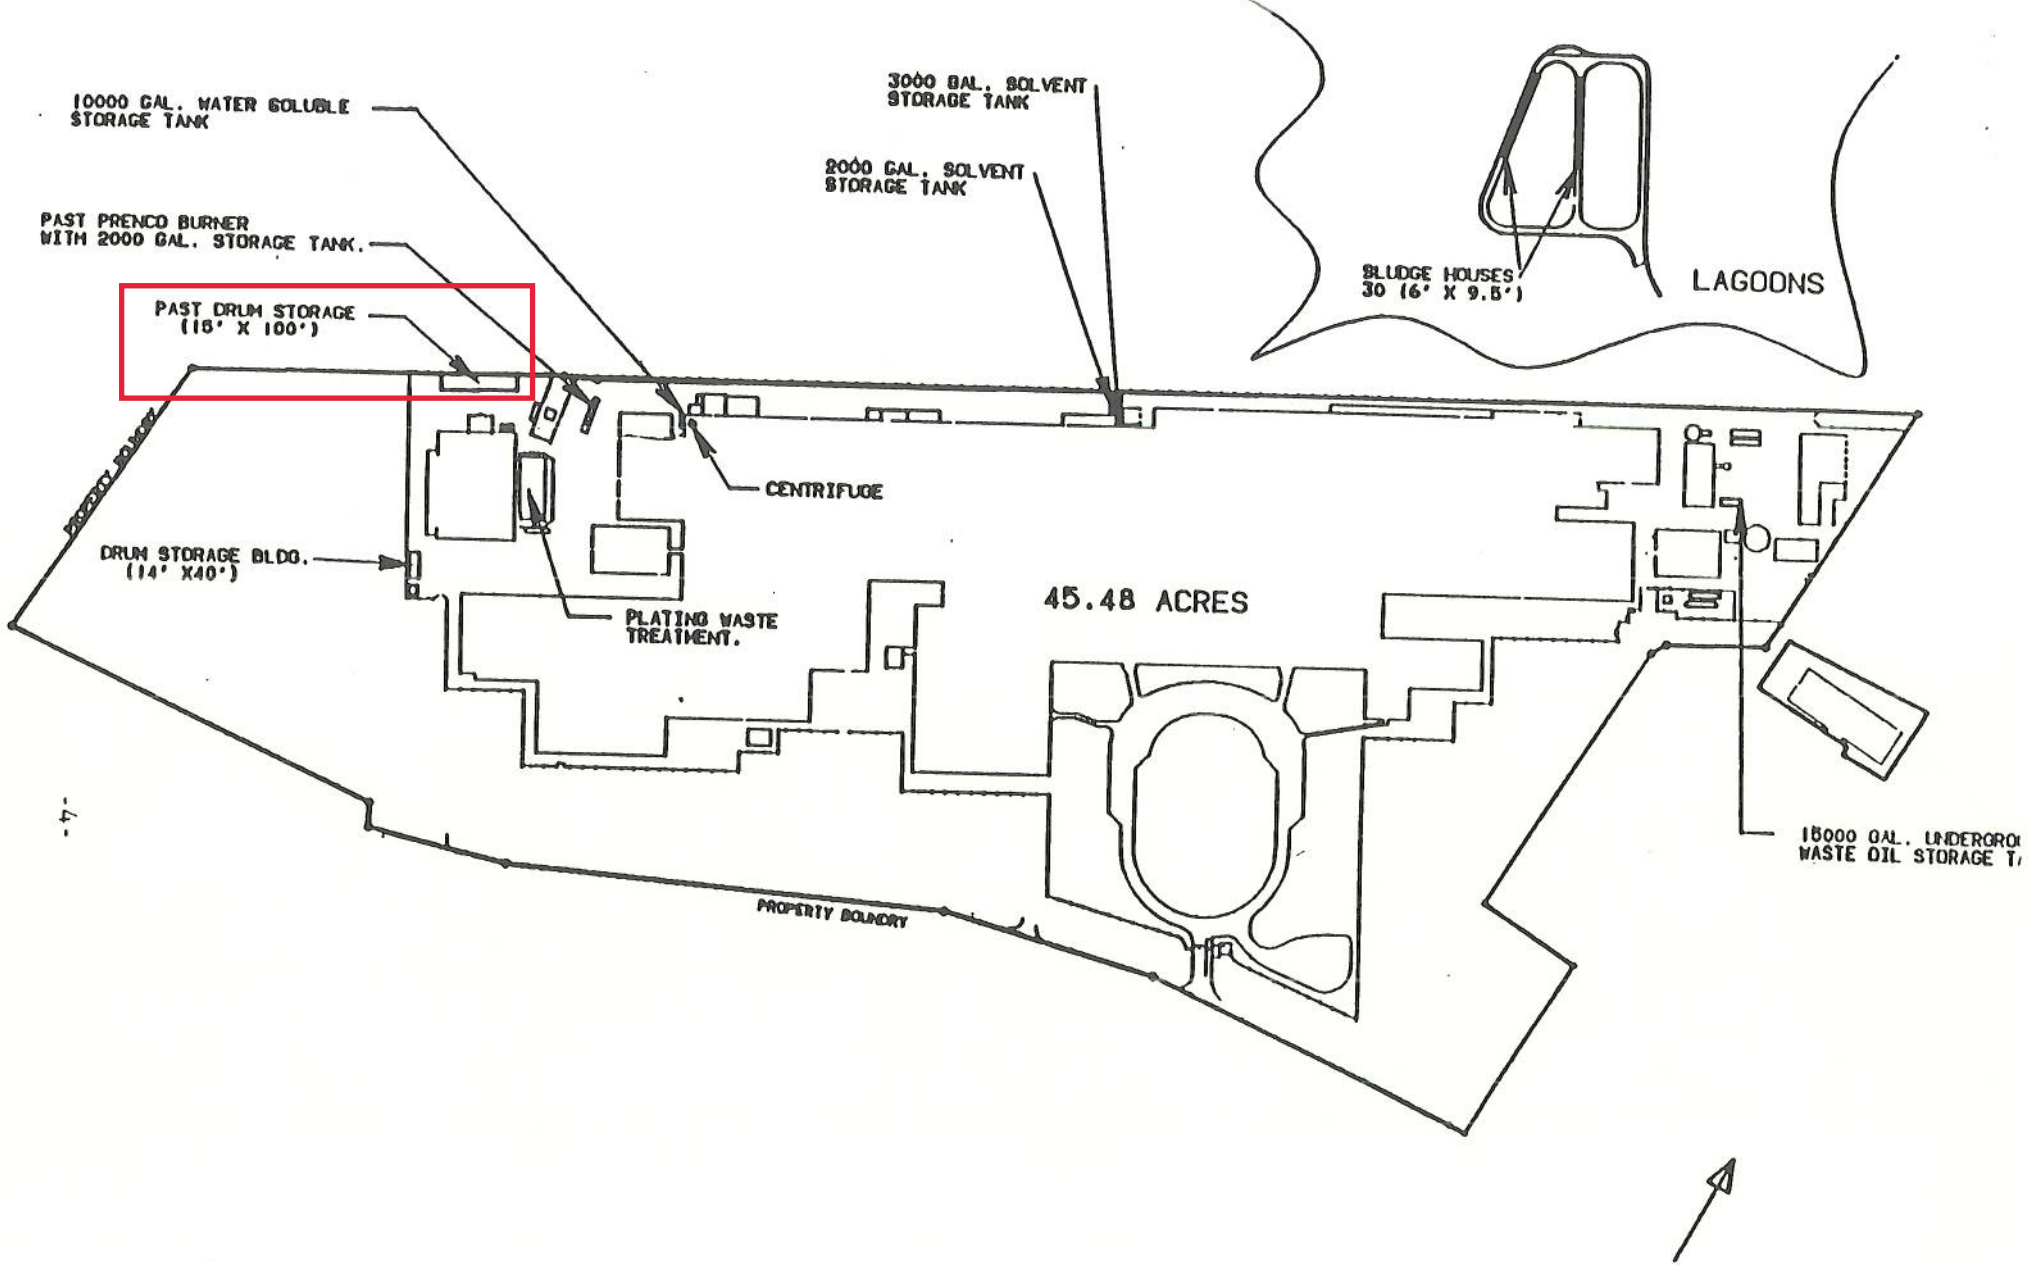 10000 GAL. WATER SOLUBLE
STORAGE TANK
3000 GAL. SOLVENT
STORAGE TANK
2000 GAL. SOLVENT
STORAGE TANK
PAST PRENCO BURNER
WITH 2000 GAL. STORAGE TANK.
SLUDGE HOUSES
30 (6' X 9.5')
LAGOONS
PAST DRUM STORAGE
(15' X 100')
PROPERTY BOUNDRY
CENTRIFUGE
DRUM STORAGE BLDG.
(14' X40')
PLATING WASTE
TREATMENT.
45.48 ACRES
-4-
15000 GAL. UNDERGRO
WASTE OIL STORAGE T
PROPERTY BOUNDRY